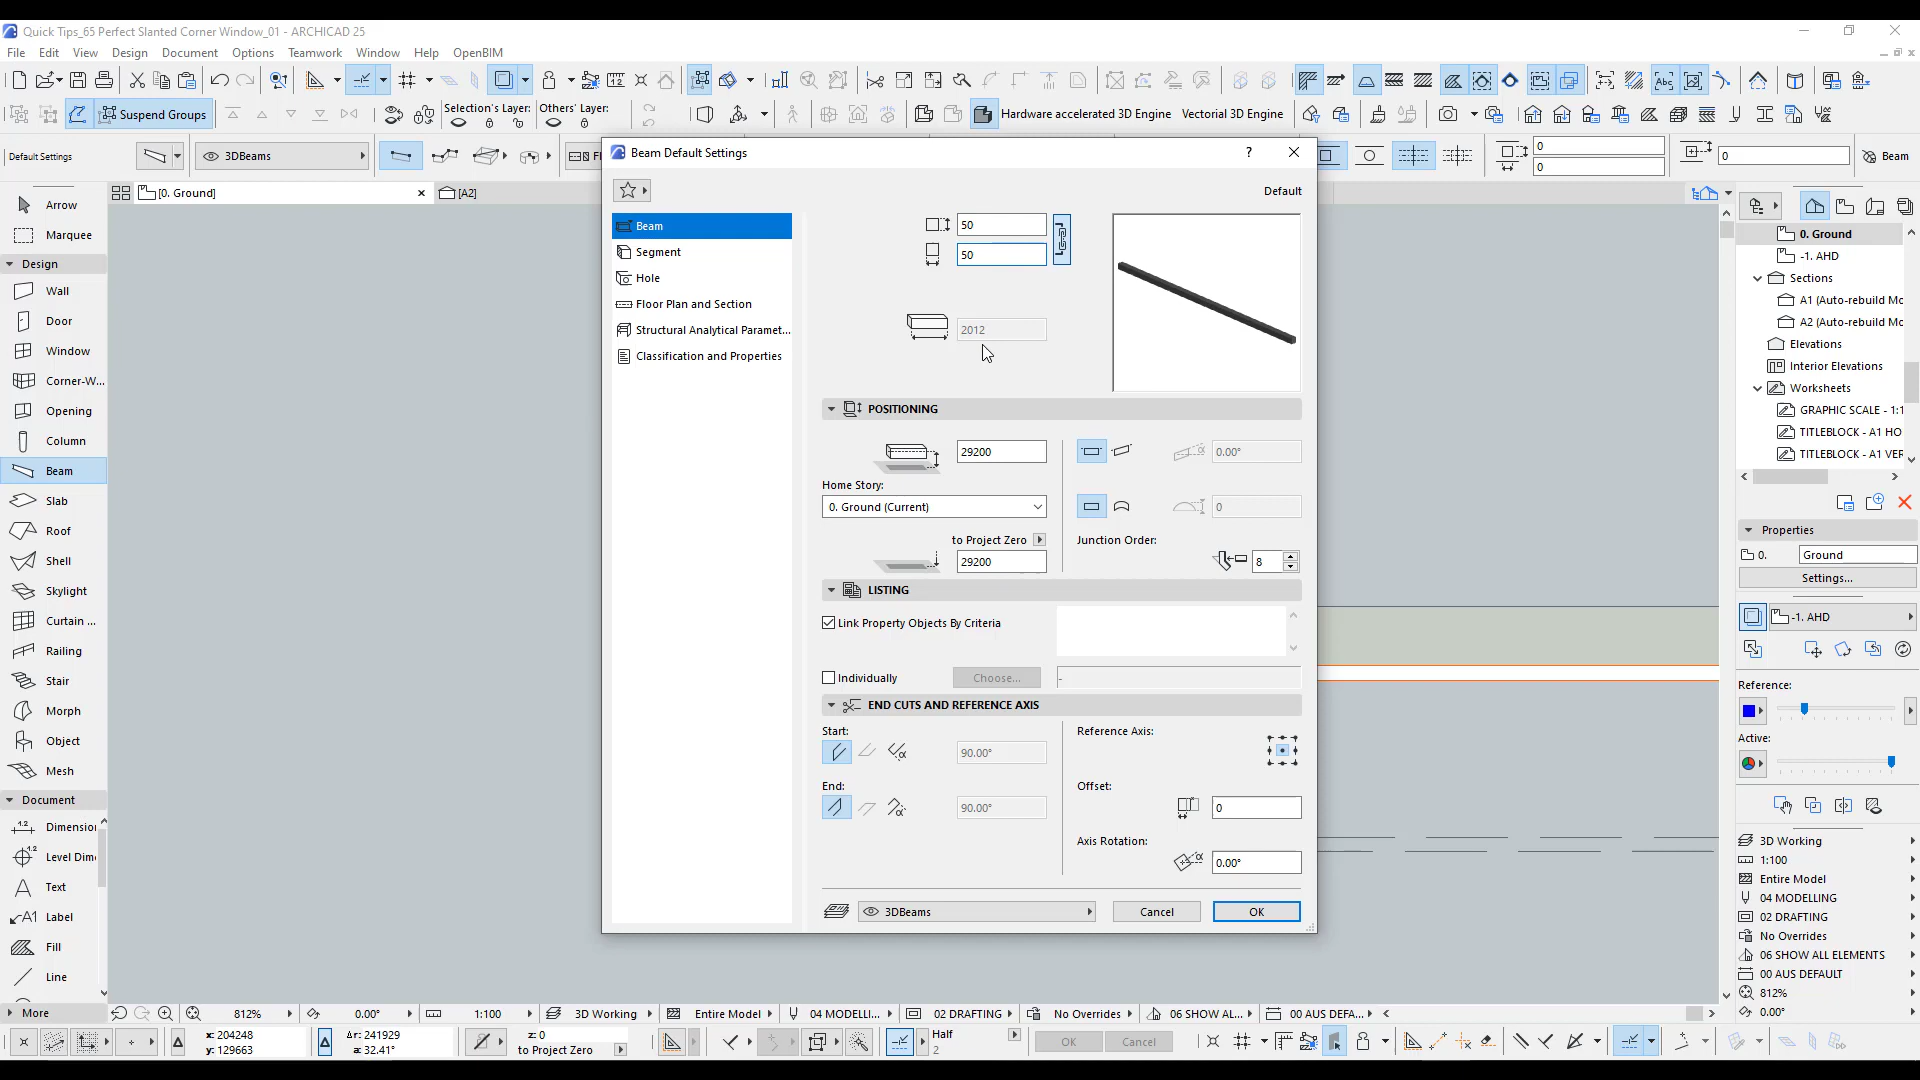 Quick Tips_65 Perfect Slanted Corner Window_01 - ARCHICAD 25
File Edit View Design Document Options Teamwork Window Help OpenBIM
Suspend Groups
Selection's Layer: Others' Layer:
Hardware accelerated 3D Engine Vectorial 3D Engine
Default Settings
3DBeams
0
0
0
Beam
[0. Ground]
[A2]
Arrow
Marquee
Design
Wall
Door
Window
Corner-W...
Opening
Column
Beam
Slab
Roof
Shell
Skylight
Curtain ...
Railing
Stair
Morph
Object
Mesh
Document
Dimension
Level Dim
Text
Label
Fill
Line
More
Beam Default Settings
?
Default
Beam
Segment
Hole
Floor Plan and Section
Structural Analytical Paramet...
Classification and Properties
50
50
2012
POSITIONING
29200
0.00°
Home Story:
0. Ground (Current)
0
to Project Zero
Junction Order:
29200
8
LISTING
Link Property Objects By Criteria
Individually
Choose...
-
END CUTS AND REFERENCE AXIS
Start:
90.00°
Reference Axis:
End:
90.00°
Offset:
0
Axis Rotation:
0.00°
3DBeams
Cancel
OK
0. Ground
-1. AHD
Sections
A1 (Auto-rebuild Mo
A2 (Auto-rebuild Mo
Elevations
Interior Elevations
Worksheets
GRAPHIC SCALE - 1:1
TITLEBLOCK - A1 HO
TITLEBLOCK - A1 VER
Properties
0.
Ground
Settings...
-1. AHD
Reference:
Active:
3D Working
1:100
Entire Model
04 MODELLING
02 DRAFTING
No Overrides
06 SHOW ALL ELEMENTS
00 AUS DEFAULT
812%
0.00°
812% 0.00° 1:100 3D Working Entire Model 04 MODELLI... 02 DRAFTING No Overrides 06 SHOW AL... 00 AUS DEFA...
x: 204248
y: 129663
Δr: 241929
a: 32.41°
z: 0
to Project Zero
Half
2
OK
Cancel